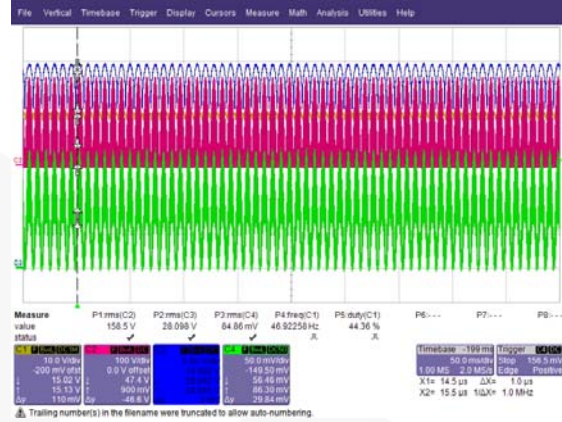 File Vertical Timebase Trigger Display Cursors Measure Math Analysis Utilities Help
Measure P1:rms(C2) P2:rms(C3) P3:rms(C4) P4:freq(C1) P5:duty(C1) P6:--- P7:--- P8:---
value 158.5 V 28.098 V 84.86 mV 46.92258 Hz 44.36 %
status
10.0 V/div 100 V/div 50.0 mV/div Timebase -199 ms Trigger
-200 mV ofst 0.0 V offset -149.50 mV 50.0 ms/div Stop 156.5 mV
15.02 V 47.4 V 56.46 mV 1.00 MS 2.0 MS/s Edge Positive
15.13 V 900 mV 86.30 mV X1= 14.5 µs ΔX= 1.0 µs
Δy 110 mV Δy -46.6 V Δy 29.84 mV X2= 15.5 µs 1/ΔX= 1.0 MHz
Trailing number(s) in the filename were truncated to allow auto-numbering.